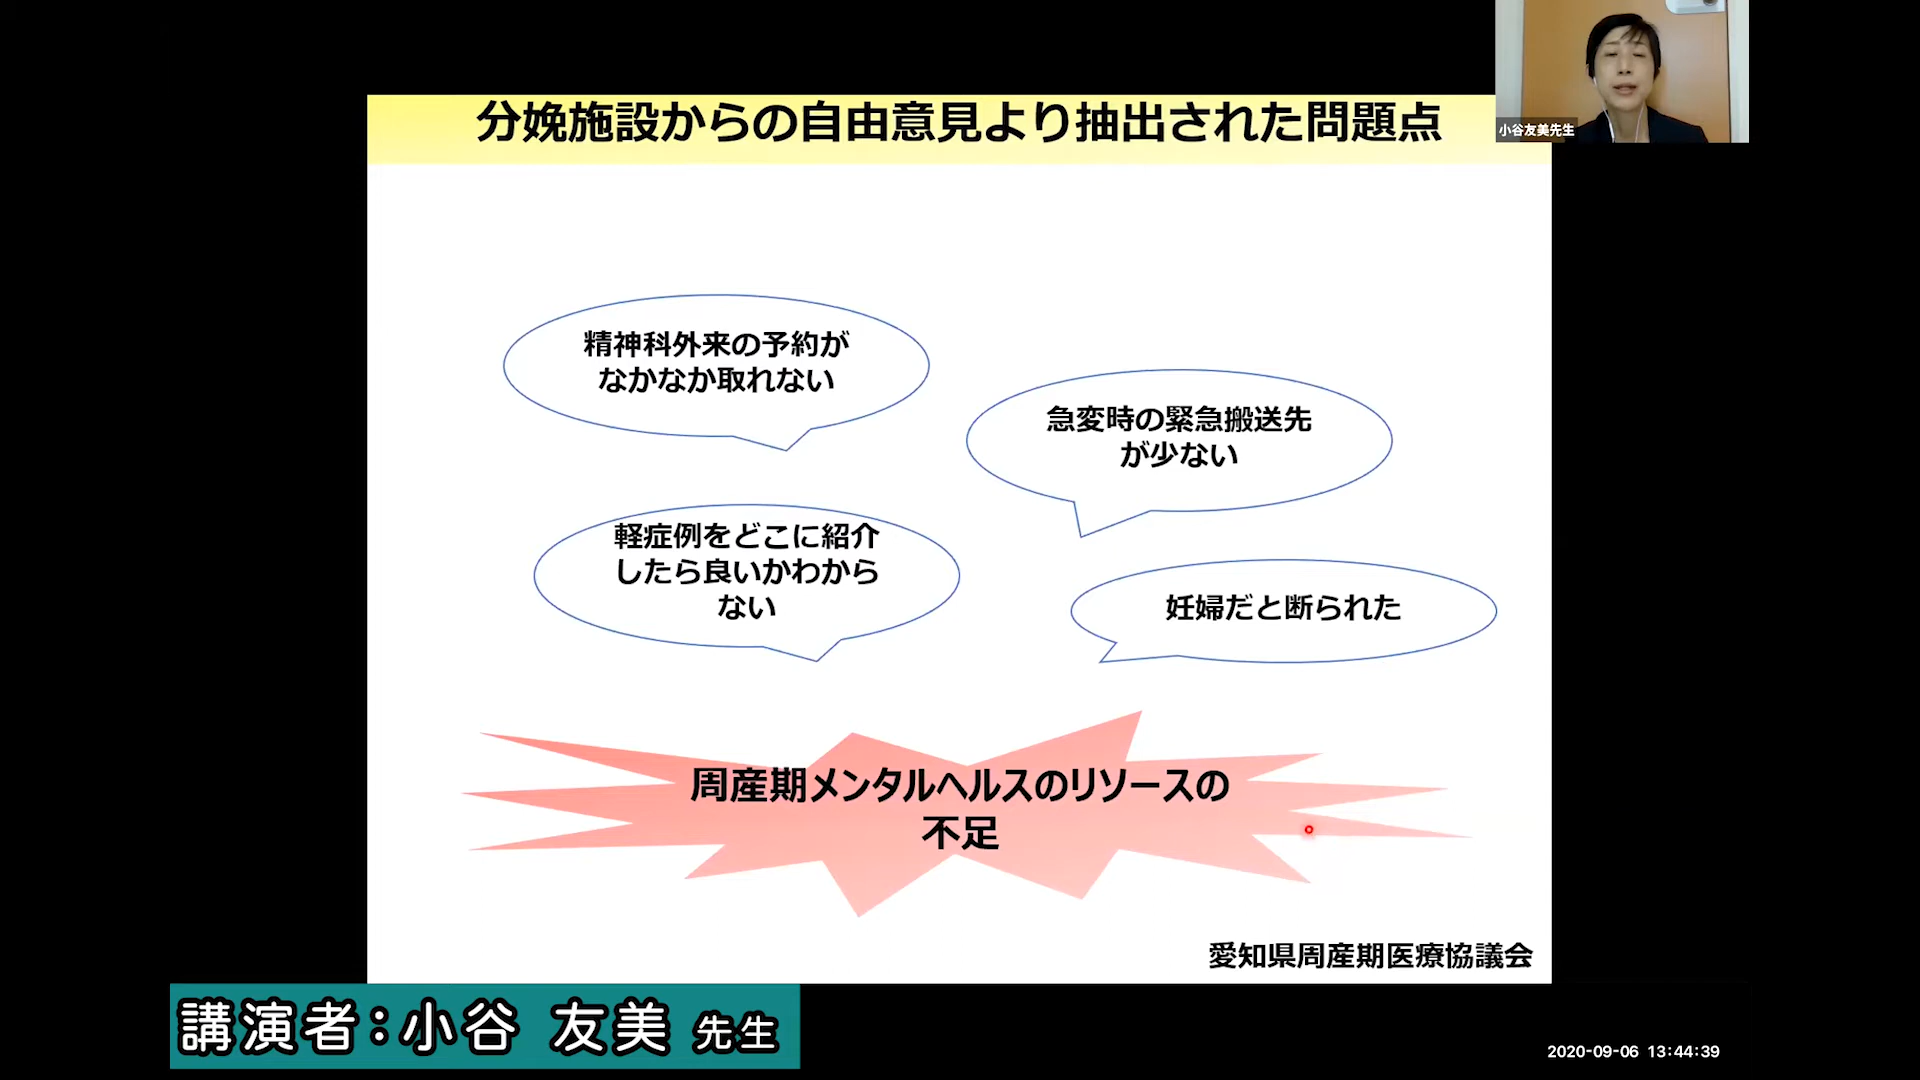 分娩施設からの自由意見より抽出された問題点
小谷友美先生
精神科外来の予約が
なかなか取れない
急変時の緊急搬送先
が少ない
軽症例をどこに紹介
したら良いかわから
ない
妊婦だと断られた
周産期メンタルヘルスのリソースの
不足
愛知県周産期医療協議会
講演者：小谷 友美 先生
2020-09-06 13:44:39